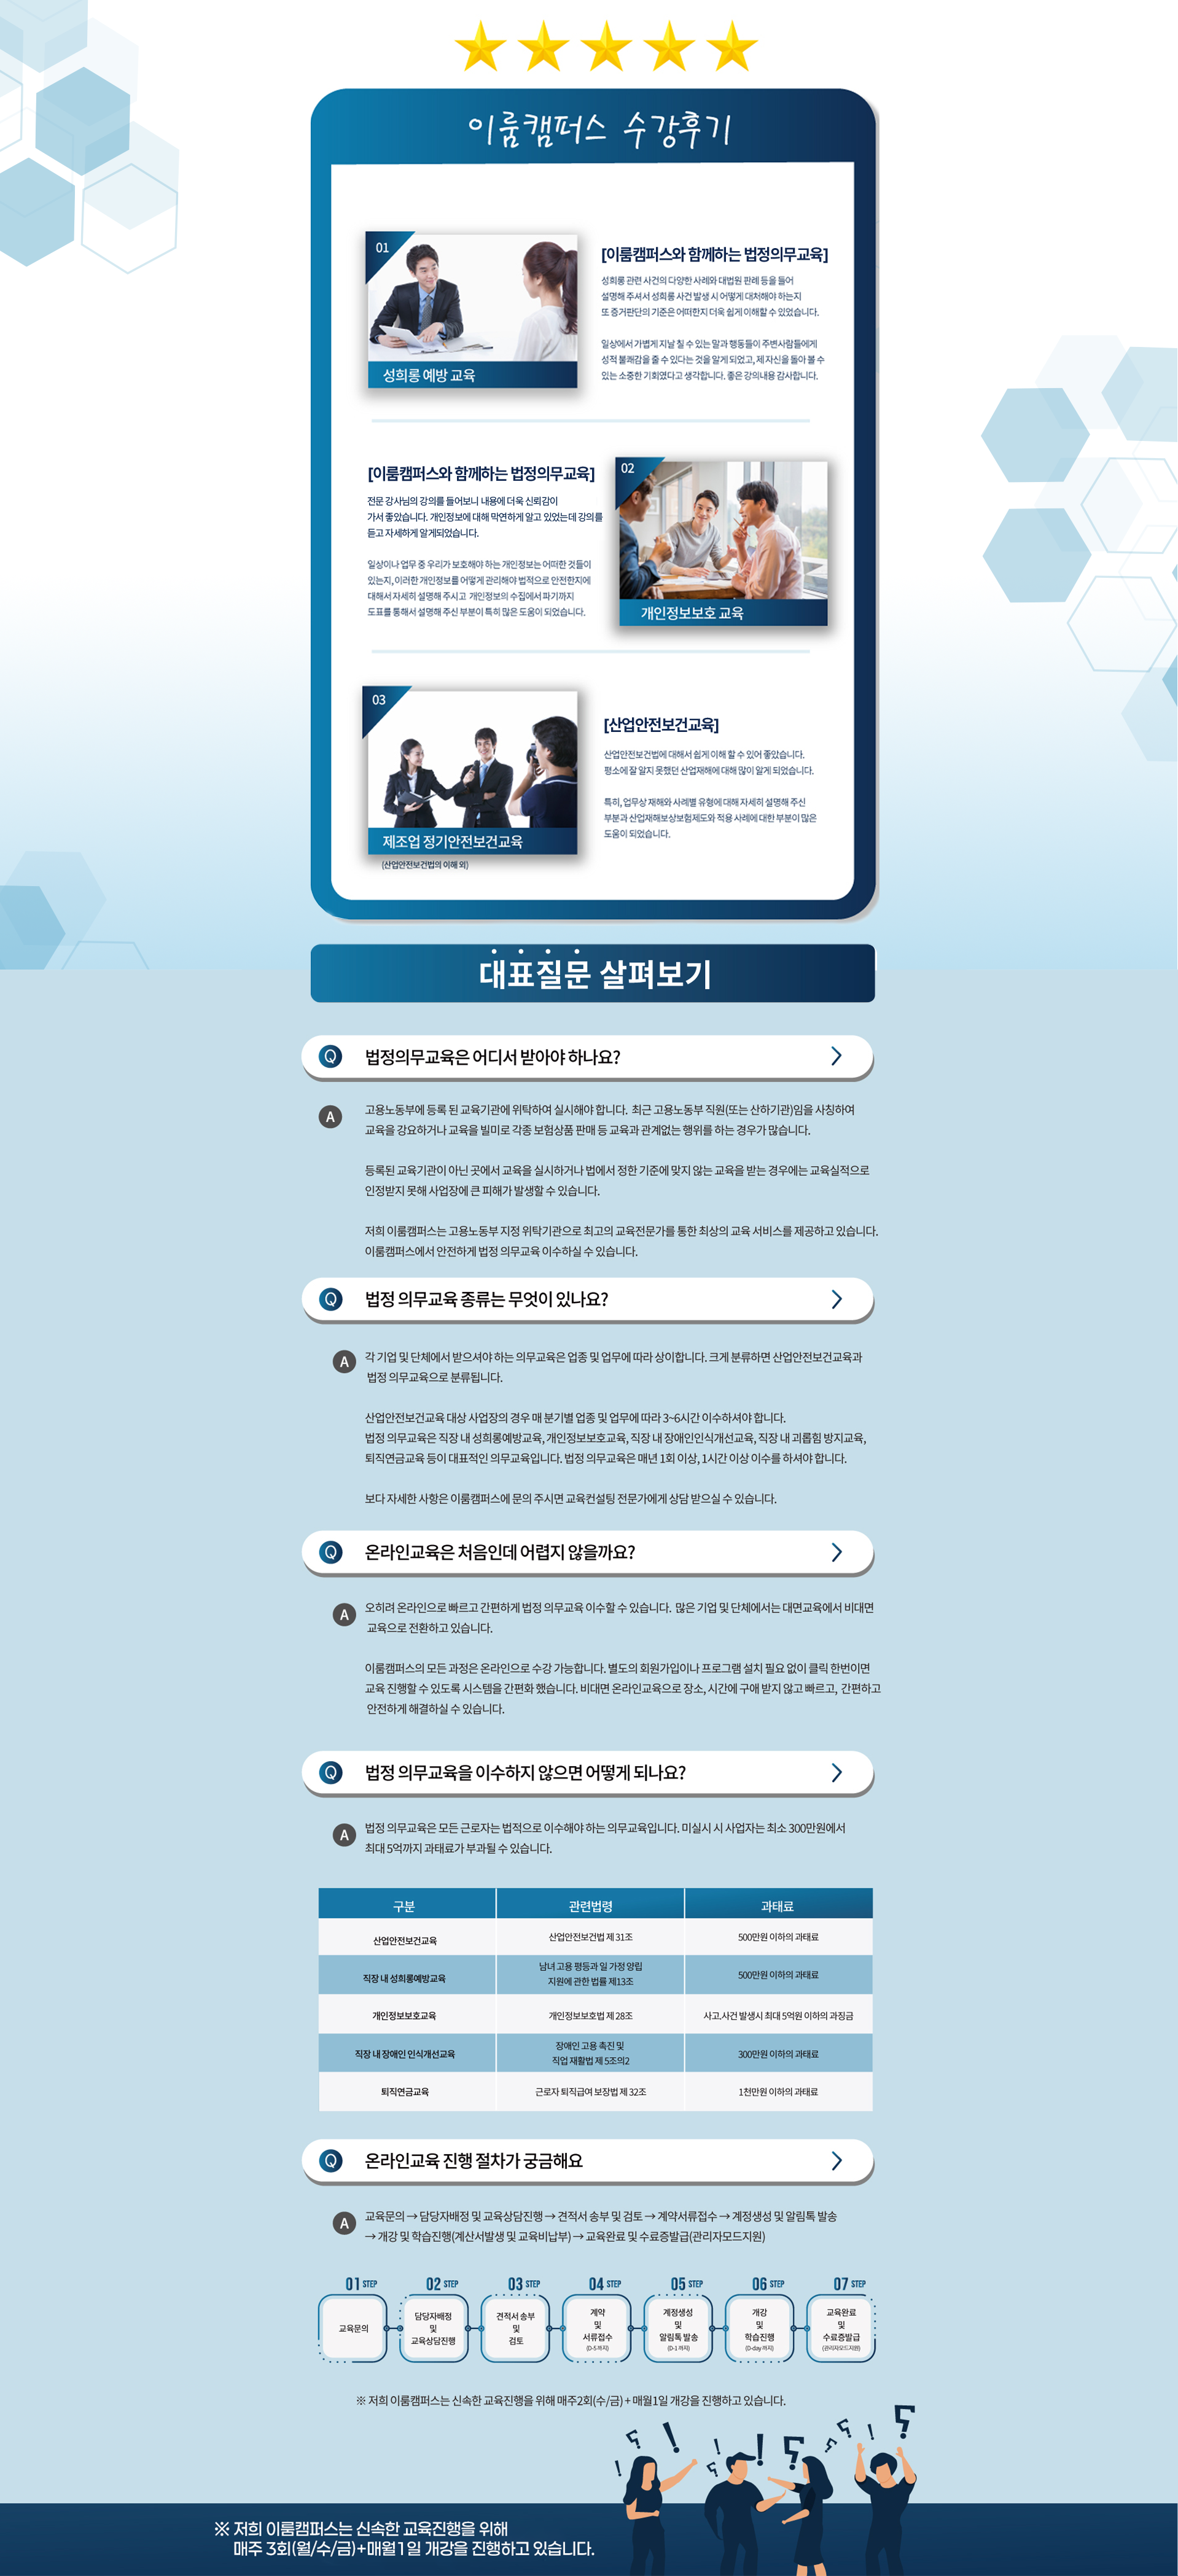 이룸캠퍼스 수강후기
01
성희롱 예방 교육
[이룸캠퍼스와 함께하는 법정의무교육]
성희롱 관련 사건의 다양한 사례와 대법원 판례 등을 들어
설명해 주셔서 성희롱 사건 발생 시 어떻게 대처해야 하는지
또 증거판단의 기준은 어떠한지 더욱 쉽게 이해할 수 있었습니다.
일상에서 가볍게 지날 칠 수 있는 말과 행동들이 주변사람들에게
성적 불쾌감을 줄 수 있다는 것을 알게 되었고, 제 자신을 돌아 볼 수
있는 소중한 기회였다고 생각합니다. 좋은 강의내용 감사합니다.
[이룸캠퍼스와 함께하는 법정의무교육]
전문 강사님의 강의를 들어보니 내용에 더욱 신뢰감이
가서 좋았습니다. 개인정보에 대해 막연하게 알고 있었는데 강의를
듣고 자세하게 알게되었습니다.
일상이나 업무 중 우리가 보호해야 하는 개인정보는 어떠한 것들이
있는지, 이러한 개인정보를 어떻게 관리해야 법적으로 안전한지에
대해서 자세히 설명해 주시고 개인정보의 수집에서 파기까지
도표를 통해서 설명해 주신 부분이 특히 많은 도움이 되었습니다.
02
개인정보보호 교육
03
제조업 정기안전보건교육
(산업안전보건법의 이해 외)
[산업안전보건교육]
산업안전보건법에 대해서 쉽게 이해 할 수 있어 좋았습니다.
평소에 잘 알지 못했던 산업재해에 대해 많이 알게 되었습니다.
특히, 업무상 재해와 사례별 유형에 대해 자세히 설명해 주신
부분과 산업재해보상보험제도와 적용 사례에 대한 부분이 많은
도움이 되었습니다.
대표질문 살펴보기
Q 법정의무교육은 어디서 받아야 하나요?
A 고용노동부에 등록 된 교육기관에 위탁하여 실시해야 합니다. 최근 고용노동부 직원(또는 산하기관)임을 사칭하여
교육을 강요하거나 교육을 빌미로 각종 보험상품 판매 등 교육과 관계없는 행위를 하는 경우가 많습니다.
등록된 교육기관이 아닌 곳에서 교육을 실시하거나 법에서 정한 기준에 맞지 않는 교육을 받는 경우에는 교육실적으로
인정받지 못해 사업장에 큰 피해가 발생할 수 있습니다.
저희 이룸캠퍼스는 고용노동부 지정 위탁기관으로 최고의 교육전문가를 통한 최상의 교육 서비스를 제공하고 있습니다.
이룸캠퍼스에서 안전하게 법정 의무교육 이수하실 수 있습니다.
Q 법정 의무교육 종류는 무엇이 있나요?
A 각 기업 및 단체에서 받으셔야 하는 의무교육은 업종 및 업무에 따라 상이합니다. 크게 분류하면 산업안전보건교육과
법정 의무교육으로 분류됩니다.
산업안전보건교육 대상 사업장의 경우 매 분기별 업종 및 업무에 따라 3~6시간 이수하셔야 합니다.
법정 의무교육은 직장 내 성희롱예방교육, 개인정보보호교육, 직장 내 장애인인식개선교육, 직장 내 괴롭힘 방지교육,
퇴직연금교육 등이 대표적인 의무교육입니다. 법정 의무교육은 매년 1회 이상, 1시간 이상 이수를 하셔야 합니다.
보다 자세한 사항은 이룸캠퍼스에 문의 주시면 교육컨설팅 전문가에게 상담 받으실 수 있습니다.
Q 온라인교육은 처음인데 어렵지 않을까요?
A 오히려 온라인으로 빠르고 간편하게 법정 의무교육 이수할 수 있습니다. 많은 기업 및 단체에서는 대면교육에서 비대면
교육으로 전환하고 있습니다.
이룸캠퍼스의 모든 과정은 온라인으로 수강 가능합니다. 별도의 회원가입이나 프로그램 설치 필요 없이 클릭 한번이면
교육 진행할 수 있도록 시스템을 간편화 했습니다. 비대면 온라인교육으로 장소, 시간에 구애 받지 않고 빠르고, 간편하고
안전하게 해결하실 수 있습니다.
Q 법정 의무교육을 이수하지 않으면 어떻게 되나요?
A 법정 의무교육은 모든 근로자는 법적으로 이수해야 하는 의무교육입니다. 미실시 시 사업자는 최소 300만원에서
최대 5억까지 과태료가 부과될 수 있습니다.
구분 관련법령 과태료
산업안전보건교육 산업안전보건법 제 31조 500만원 이하의 과태료
직장 내 성희롱예방교육 남녀 고용 평등과 일 가정 양립
지원에 관한 법률 제13조 500만원 이하의 과태료
개인정보보호교육 개인정보보호법 제 28조 사고.사건 발생시 최대 5억원 이하의 과징금
직장 내 장애인 인식개선교육 장애인 고용 촉진 및
직업 재활법 제 5조의2 300만원 이하의 과태료
퇴직연금교육 근로자 퇴직급여 보장법 제 32조 1천만원 이하의 과태료
Q 온라인교육 진행 절차가 궁금해요
A 교육문의 → 담당자배정 및 교육상담진행 → 견적서 송부 및 검토 → 계약서류접수 → 계정생성 및 알림톡 발송
→ 개강 및 학습진행(계산서발생 및 교육비납부) → 교육완료 및 수료증발급(관리자모드지원)
01 STEP
교육문의
02 STEP
담당자배정
및
교육상담진행
03 STEP
견적서 송부
및
검토
04 STEP
계약
및
서류접수
(D-5 까지)
05 STEP
계정생성
및
알림톡 발송
(D-1 까지)
06 STEP
개강
및
학습진행
(D-day 까지)
07 STEP
교육완료
및
수료증발급
(관리자모드지원)
※ 저희 이룸캠퍼스는 신속한 교육진행을 위해 매주2회(수/금) + 매월1일 개강을 진행하고 있습니다.
※ 저희 이룸캠퍼스는 신속한 교육진행을 위해
매주 3회(월/수/금)+매월1일 개강을 진행하고 있습니다.